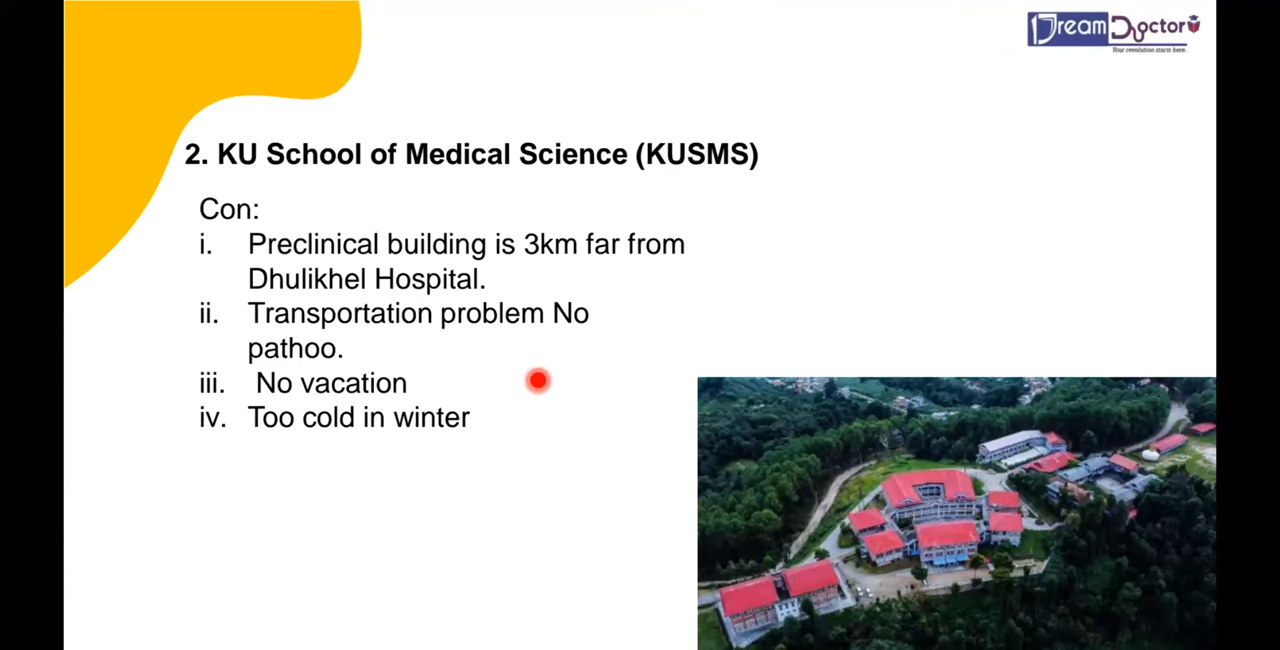 Dream Doctor
Your revolution starts here.
2. KU School of Medical Science (KUSMS)
Con:
i. Preclinical building is 3km far from
Dhulikhel Hospital.
ii. Transportation problem No
pathoo.
iii. No vacation
iv. Too cold in winter